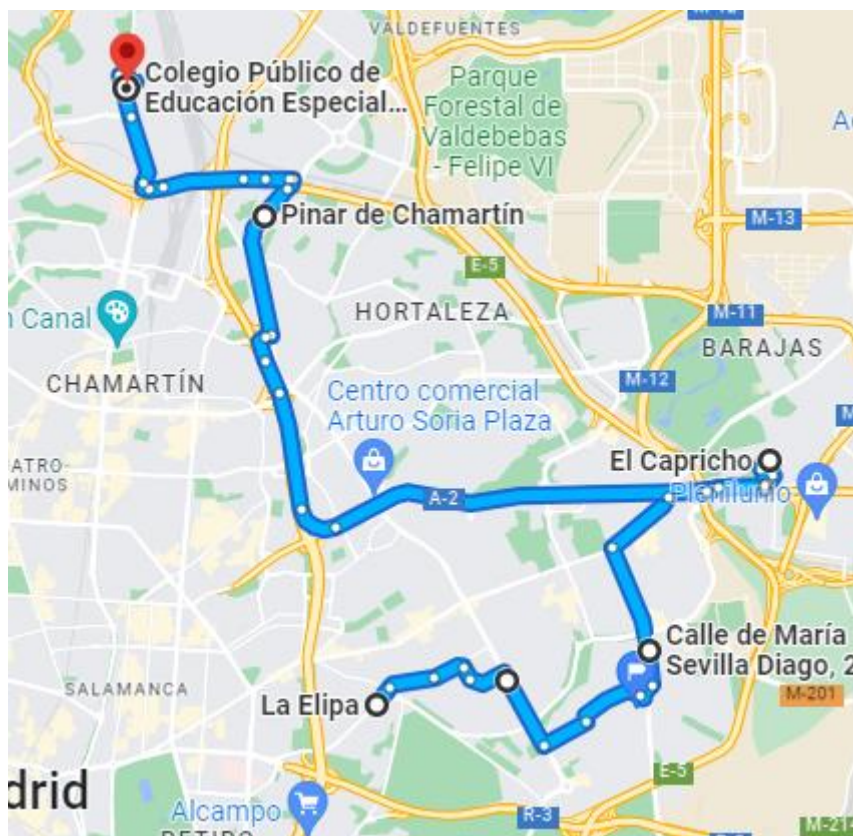 VALDEFUENTES
M-12
Colegio Público de
Educación Especial...
Parque
Forestal de
Valdebebas
- Felipe VI
Pinar de Chamartín
M-13
E-5
n Canal
HORTALEZA
M-11
BARAJAS
CHAMARTÍN
M-12
Centro comercial
Arturo Soria Plaza
El Capricho
Plenilunio
A-2
Calle de María
Sevilla Diago, 2
SALAMANCA
La Elipa
M-201
drid
E-5
Alcampo
R-3
RETIRO